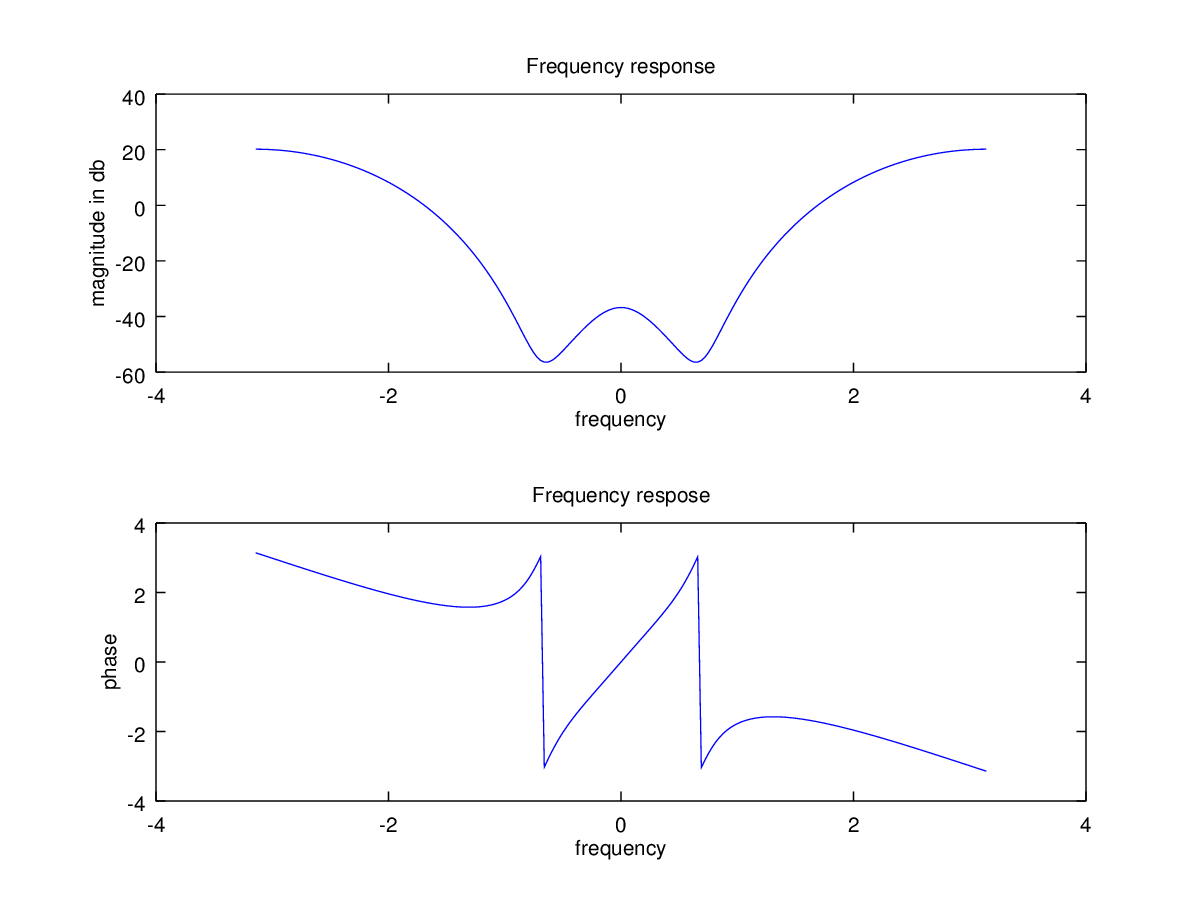 Frequency response
40
20
0
-20
-40
-60
magnitude in db
-4 -2 0 2 4
frequency
Frequency respose
4
2
0
-2
-4
phase
-4 -2 0 2 4
frequency